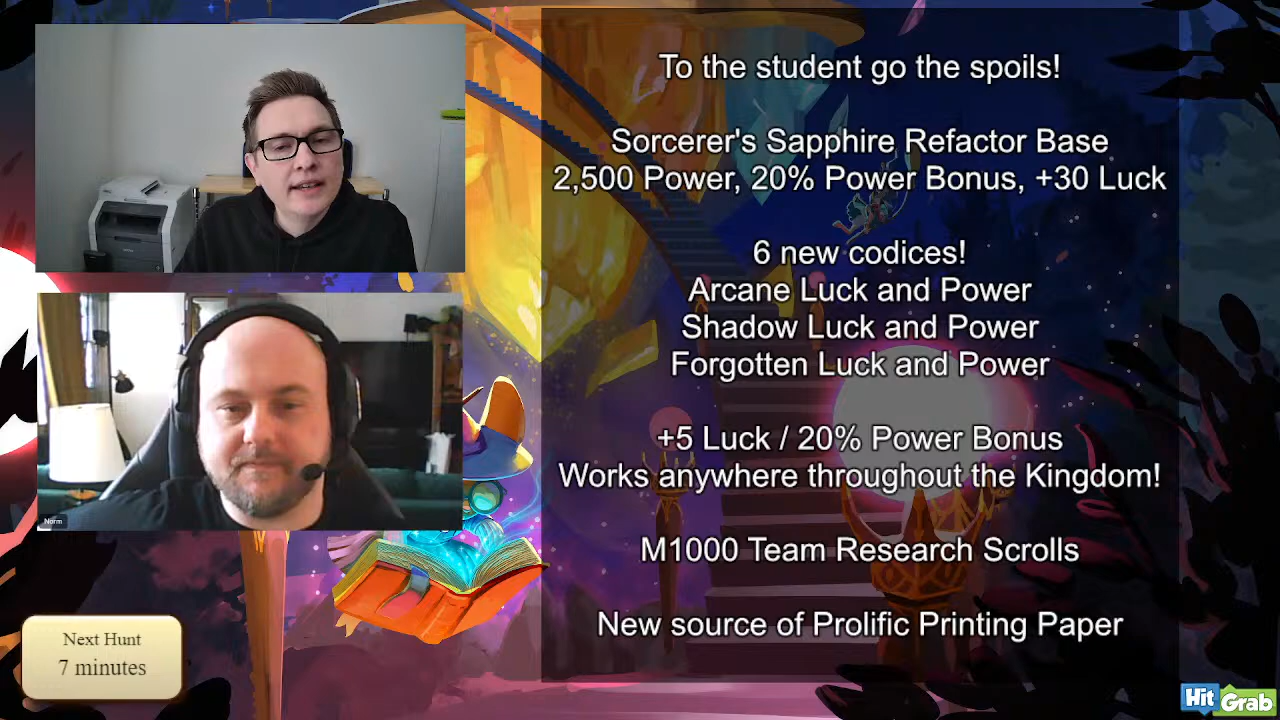 To the student go the spoils!
Sorcerer's Sapphire Refactor Base
2,500 Power, 20% Power Bonus, +30 Luck
6 new codices!
Arcane Luck and Power
Shadow Luck and Power
Forgotten Luck and Power
+5 Luck / 20% Power Bonus
Works anywhere throughout the Kingdom!
M1000 Team Research Scrolls
New source of Prolific Printing Paper
Norm
Next Hunt
7 minutes
Hit Grab